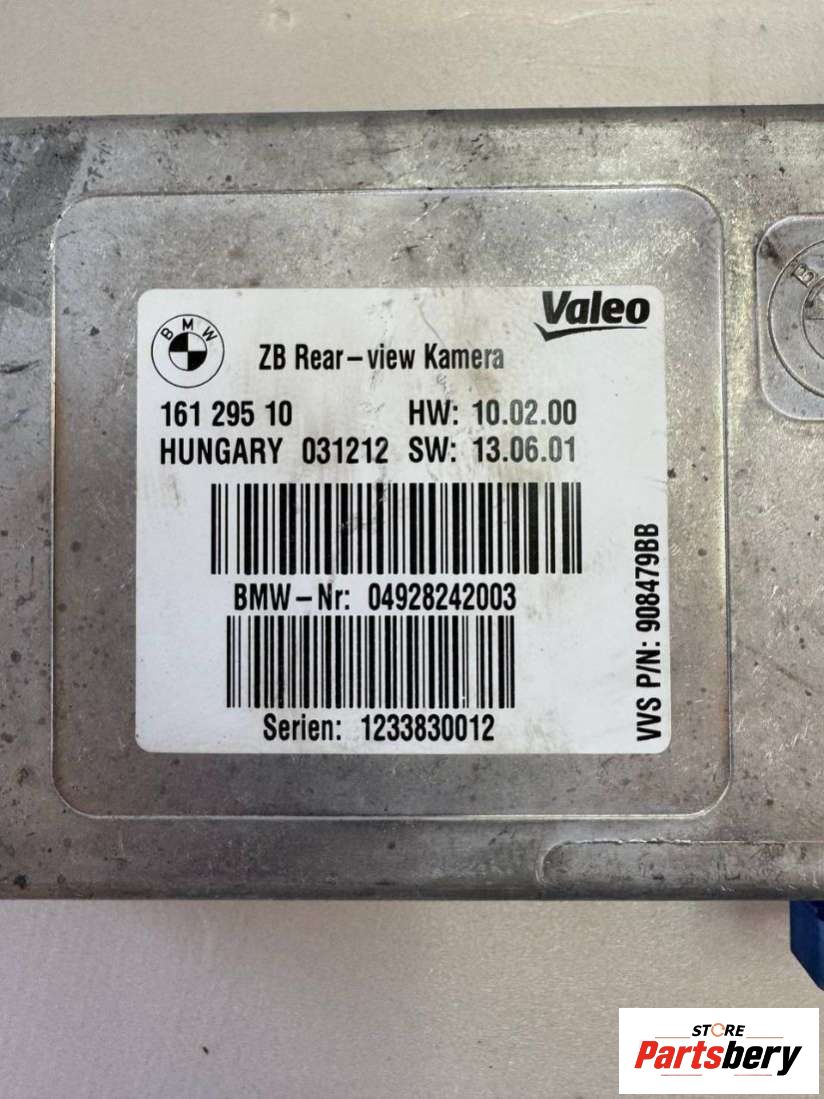 BMW
Valeo
ZB Rear-view Kamera
161 295 10 HW: 10.02.00
HUNGARY 031212 SW: 13.06.01
BMW-Nr: 04928242003
Serien: 1233830012
VVS P/N: 908479BB
B
STORE
Partsbery